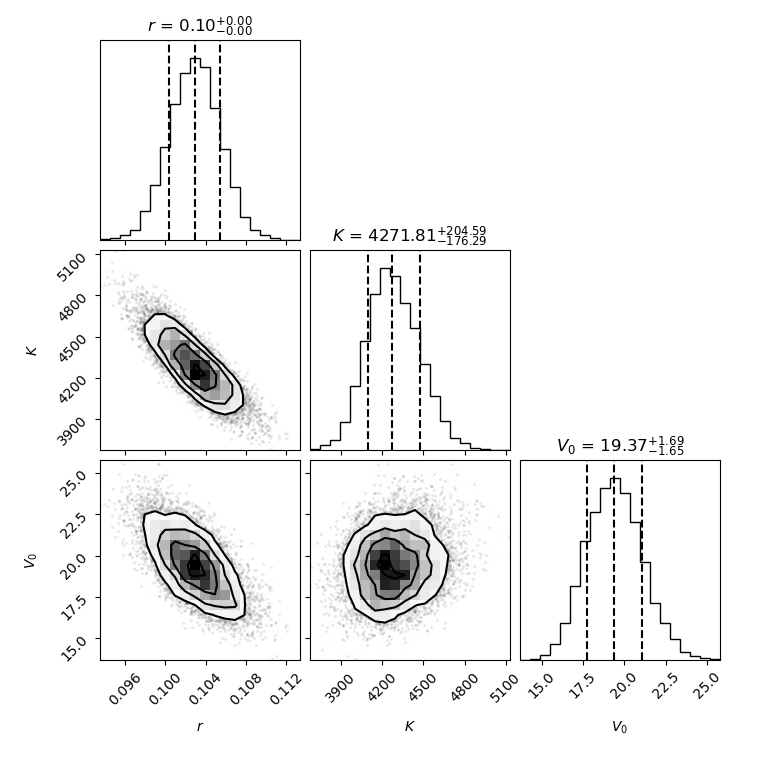 r = 0.10+0.00 −0.00
K
5100
4800
4500
4200
3900
K = 4271.81+204.59 −176.29
V0
25.0
22.5
20.0
17.5
15.0
V0 = 19.37+1.69 −1.65
0.096 0.100 0.104 0.108 0.112
3900 4200 4500 4800 5100
15.0 17.5 20.0 22.5 25.0
r K V0